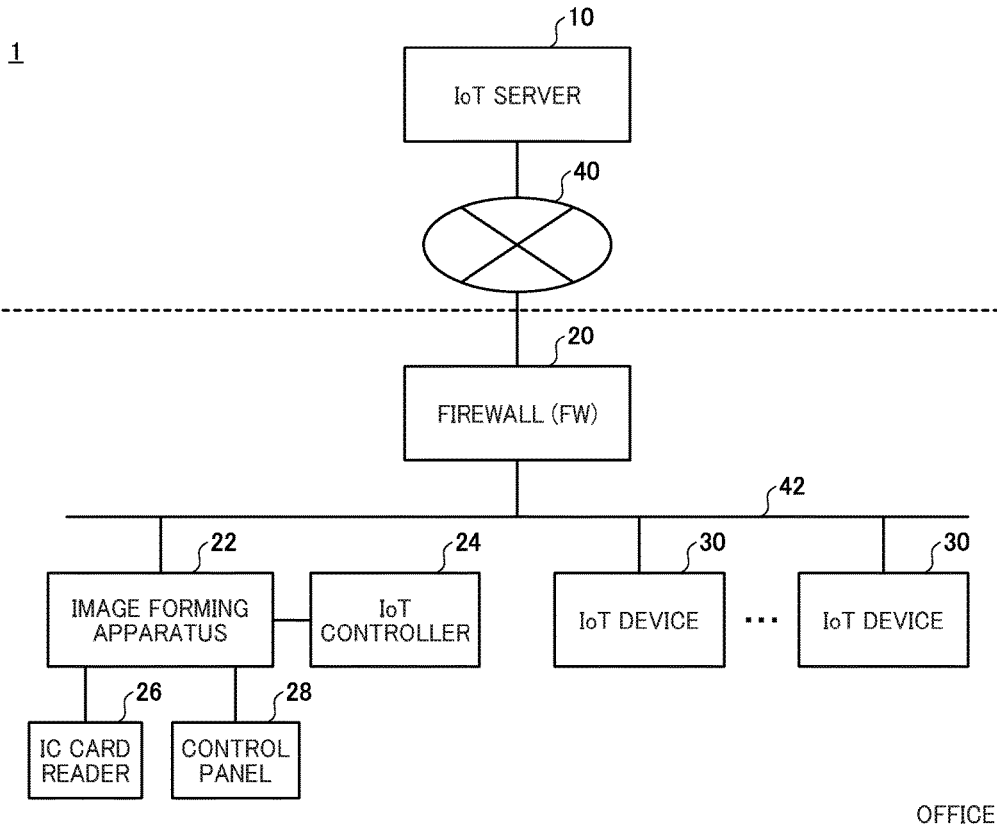 10
1
IoT SERVER
40
20
FIREWALL (FW)
42
22
24
30
30
IMAGE FORMING
APPARATUS
IoT
CONTROLLER
IoT DEVICE
...
IoT DEVICE
26
28
IC CARD
READER
CONTROL
PANEL
OFFICE